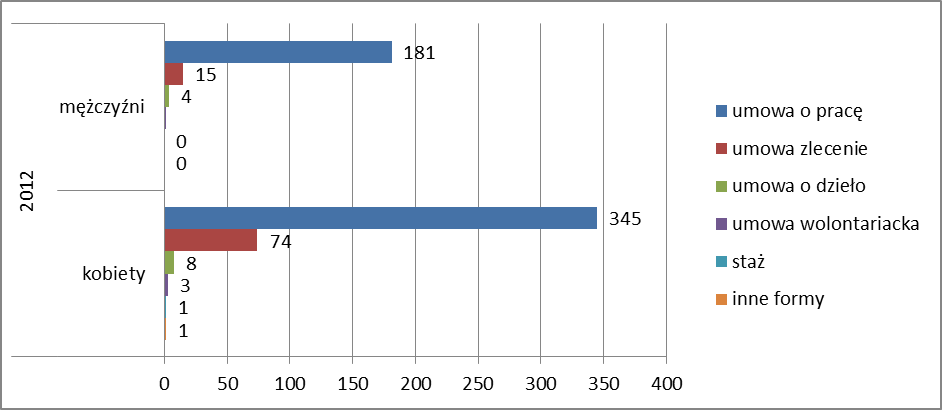 2012
mężczyźni
181
15
4
0
0
kobiety
345
74
8
3
1
1
0 50 100 150 200 250 300 350 400
umowa o pracę
umowa zlecenie
umowa o dzieło
umowa wolontariacka
staż
inne formy